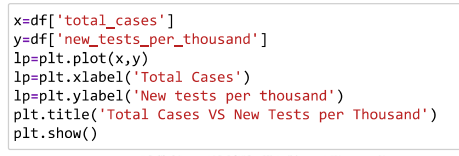 x=df['total_cases']
y=df['new_tests_per_thousand']
lp=plt.plot(x,y)
lp=plt.xlabel('Total Cases')
lp=plt.ylabel('New tests per thousand')
plt.title('Total Cases VS New Tests per Thousand')
plt.show()